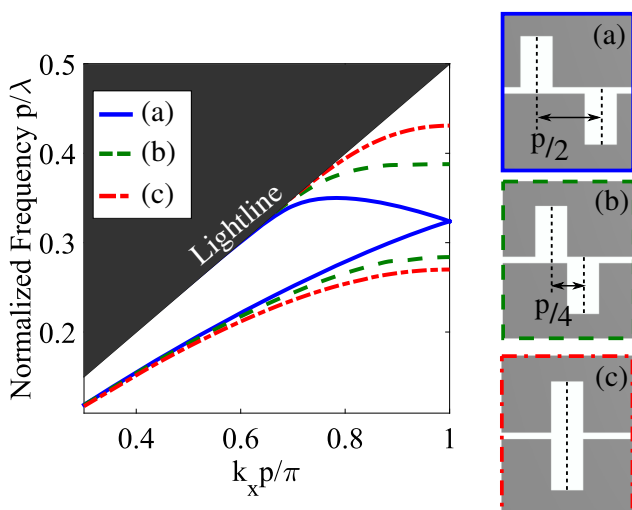 Normalized Frequency p/λ
0.5
0.4
0.3
0.2
(a)
(b)
(c)
Lightline
0.4
0.6
0.8
1
kₓp/π
(a)
p/2
(b)
p/4
(c)